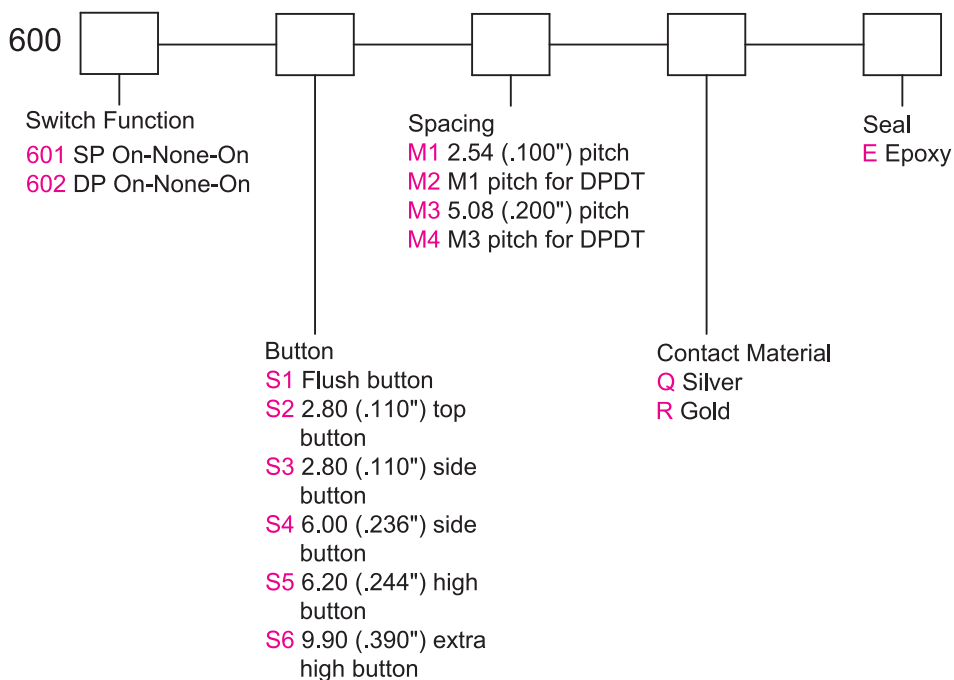 600
Switch Function
601 SP On-None-On
602 DP On-None-On
Button
S1 Flush button
S2 2.80 (.110") top
button
S3 2.80 (.110") side
button
S4 6.00 (.236") side
button
S5 6.20 (.244") high
button
S6 9.90 (.390") extra
high button
Spacing
M1 2.54 (.100") pitch
M2 M1 pitch for DPDT
M3 5.08 (.200") pitch
M4 M3 pitch for DPDT
Contact Material
Q Silver
R Gold
Seal
E Epoxy